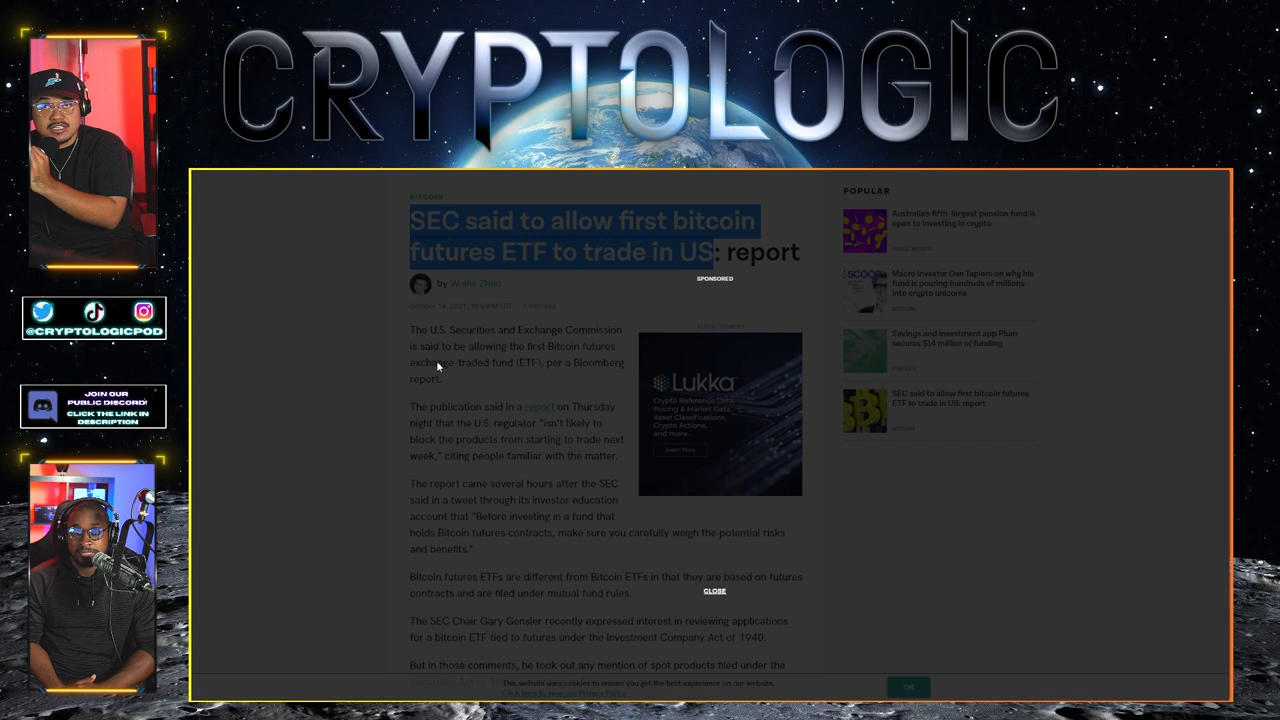 CRYPTOLOGIC
@CRYPTOLOGICPOD
JOIN OUR
PUBLIC DISCORD!
CLICK THE LINK IN
DESCRIPTION
BITCOIN
SEC said to allow first bitcoin
futures ETF to trade in US: report
by Wolfie Zhao
October 14, 2021, EDT · 1 min read
The U.S. Securities and Exchange Commission
is said to be allowing the first Bitcoin futures
exchange-traded fund (ETF), per a Bloomberg
report.
The publication said in a report on Thursday
night that the U.S. regulator "isn't likely to
block the products from starting to trade next
week," citing people familiar with the matter.
The report came several hours after the SEC
said in a tweet through its investor education
account that "Before investing in a fund that
holds Bitcoin futures contracts, make sure you carefully weigh the potential risks
and benefits."
Bitcoin futures ETFs are different from Bitcoin ETFs in that they are based on futures
contracts and are filed under mutual fund rules.
The SEC Chair Gary Gensler recently expressed interest in reviewing applications
for a bitcoin ETF tied to futures under the Investment Company Act of 1940.
But in those comments, he took out any mention of spot products filed under the
SPONSORED
ADVERTISEMENT
Lukka
Crypto Reference Data,
Pricing & Market Data,
Asset Classifications,
Crypto Actions,
and more.
Learn More
CLOSE
POPULAR
Australia's fifth-largest pension fund is
open to investing in crypto
INVESTMENTS
SCOOP
Macro investor Dan Tapiero on why his
fund is pouring hundreds of millions
into crypto unicorns
BITCOIN
Savings and investment app Plum
secures $14 million of funding
FINTECH
SEC said to allow first bitcoin futures
ETF to trade in US: report
BITCOIN
This website uses cookies to ensure you get the best experience on our website.
Click here to view our Privacy Policy
OK